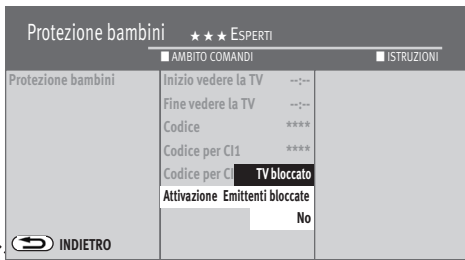 Protezione bambini ★ ★ ★ ESPERTI
AMBITO COMANDI ISTRUZIONI
Protezione bambini Inizio vedere la TV --:--
Fine vedere la TV --:--
Codice ****
Codice per CI1 ****
Codice per CI TV bloccato
Attivazione Emittenti bloccate
No
INDIETRO